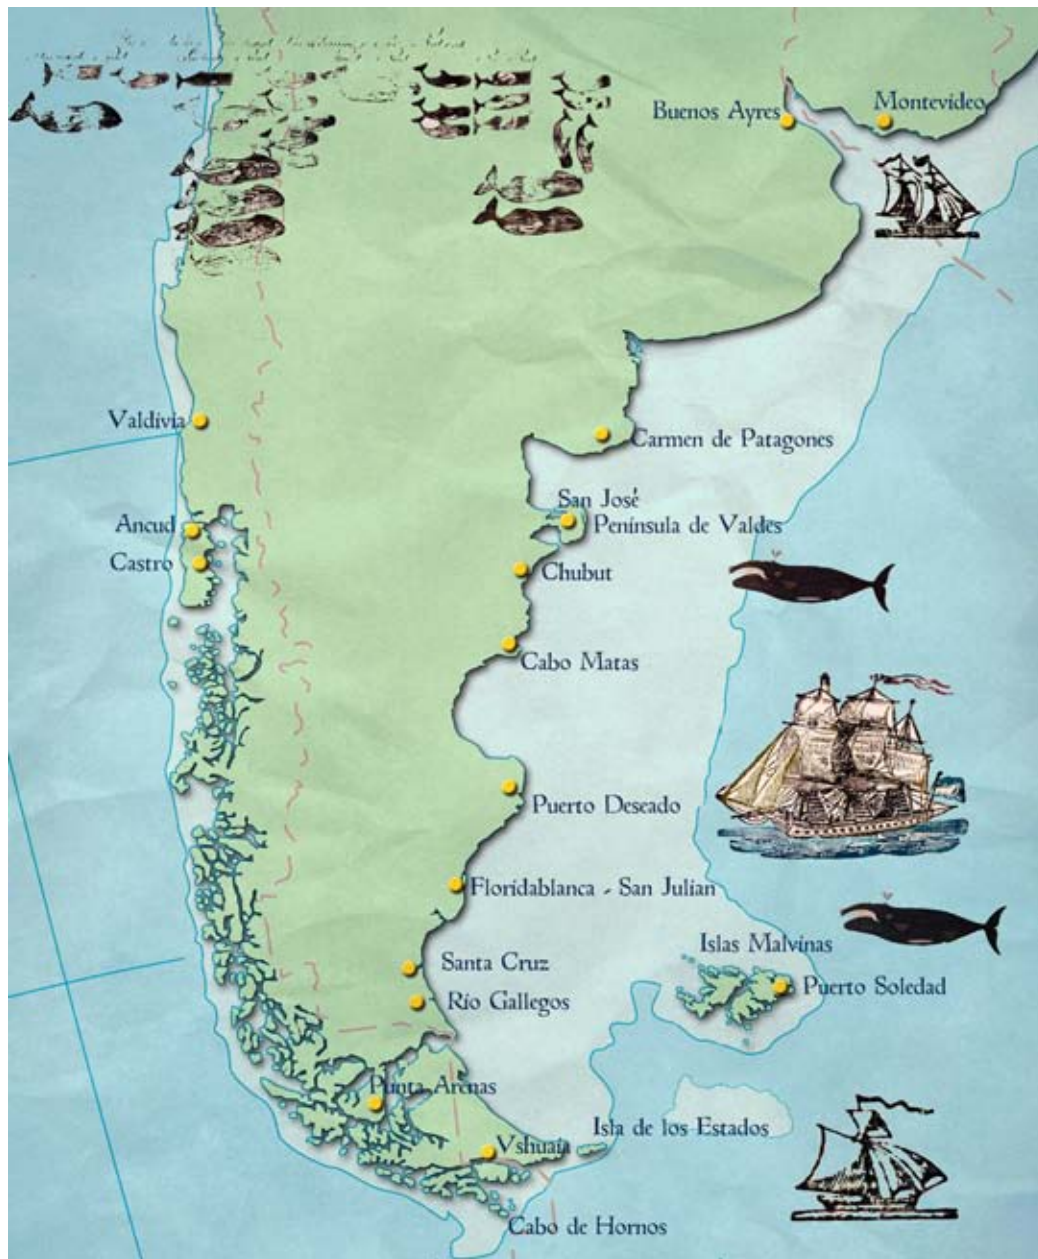 Buenos Ayres
Montevideo
Valdivia
Carmen de Patagones
San José
Península de Valdes
Ancud
Castro
Chubut
Cabo Matas
Puerto Deseado
Floridablanca - San Julian
Islas Malvinas
Santa Cruz
Puerto Soledad
Río Gallegos
Punta Arenas
Isla de los Estados
Vshuaia
Cabo de Hornos